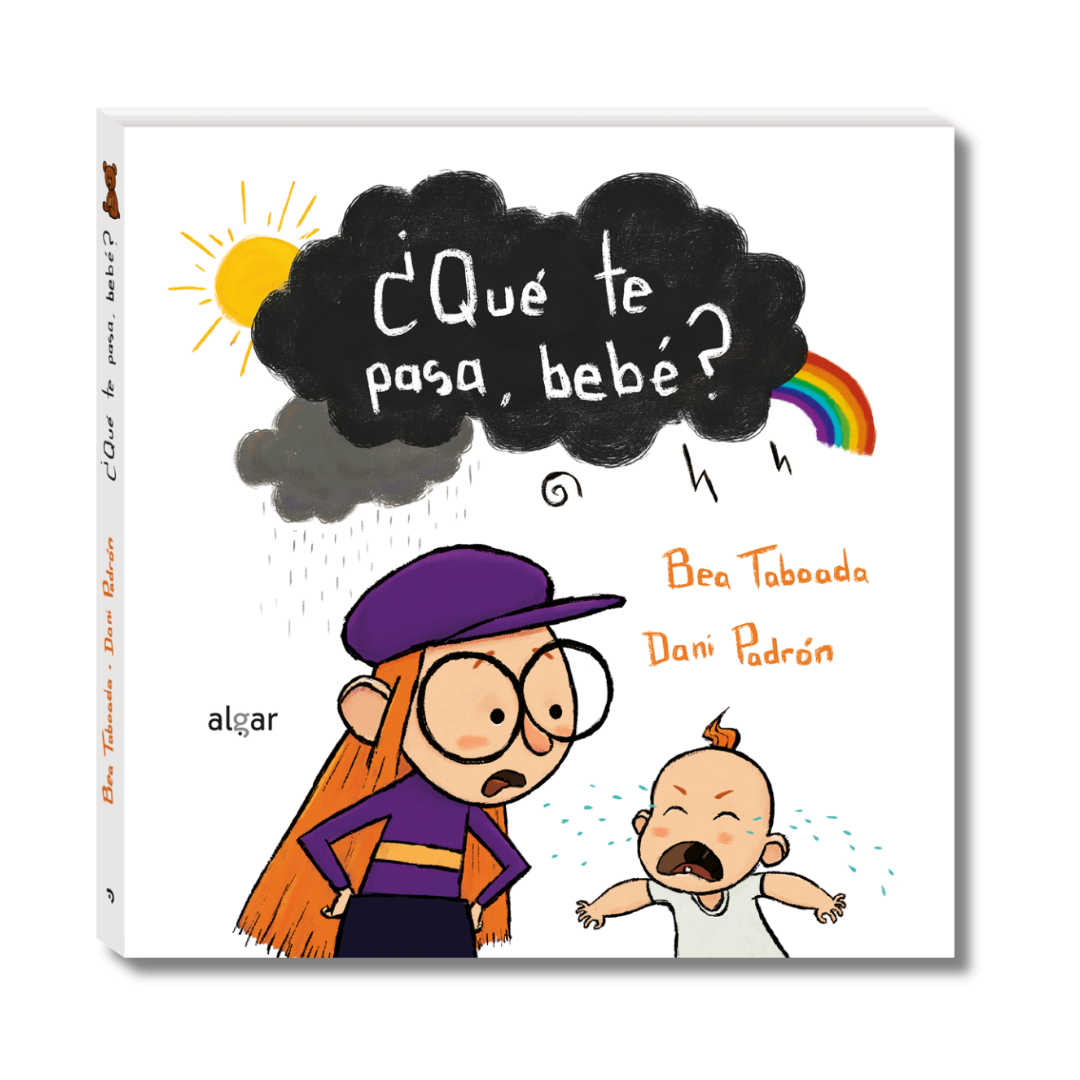 ¿Qué te
pasa, bebé?
Bea Taboada
Dani Padrón
algar
Bea Taboada · Dani Padrón ¿Qué te pasa, bebé?